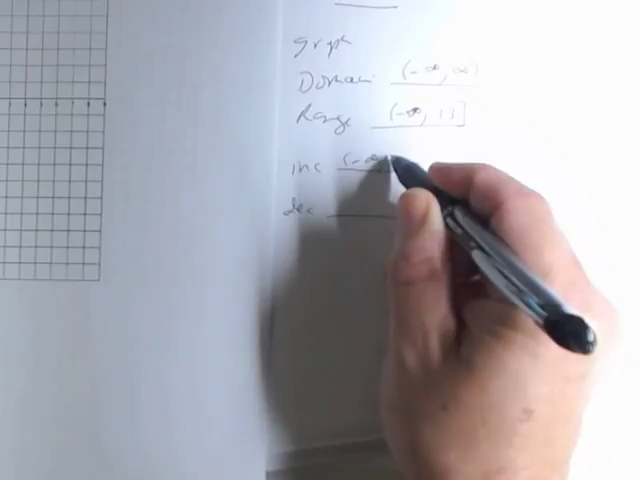 graph
Domain (-∞, ∞)
Range (-∞, 13]
inc (-∞
dec